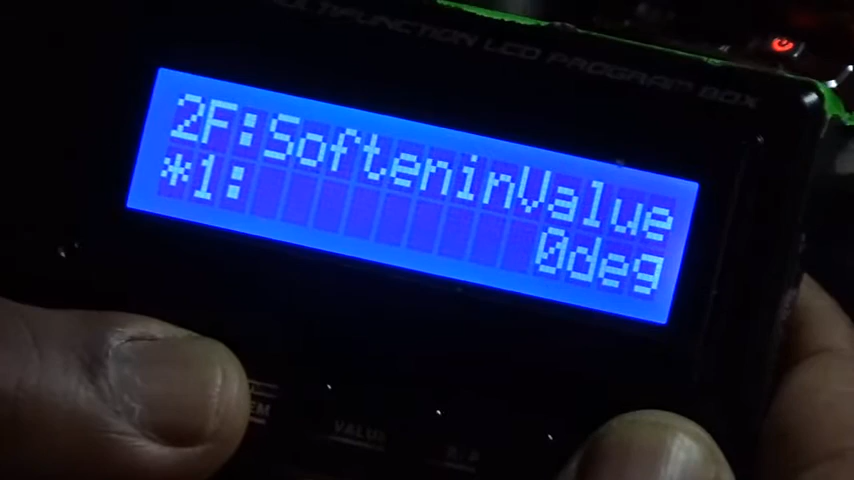 MULTIFUNCTION LCD PROGRAM BOX
2F:SofteninValue
*1: 0deg
VALUE